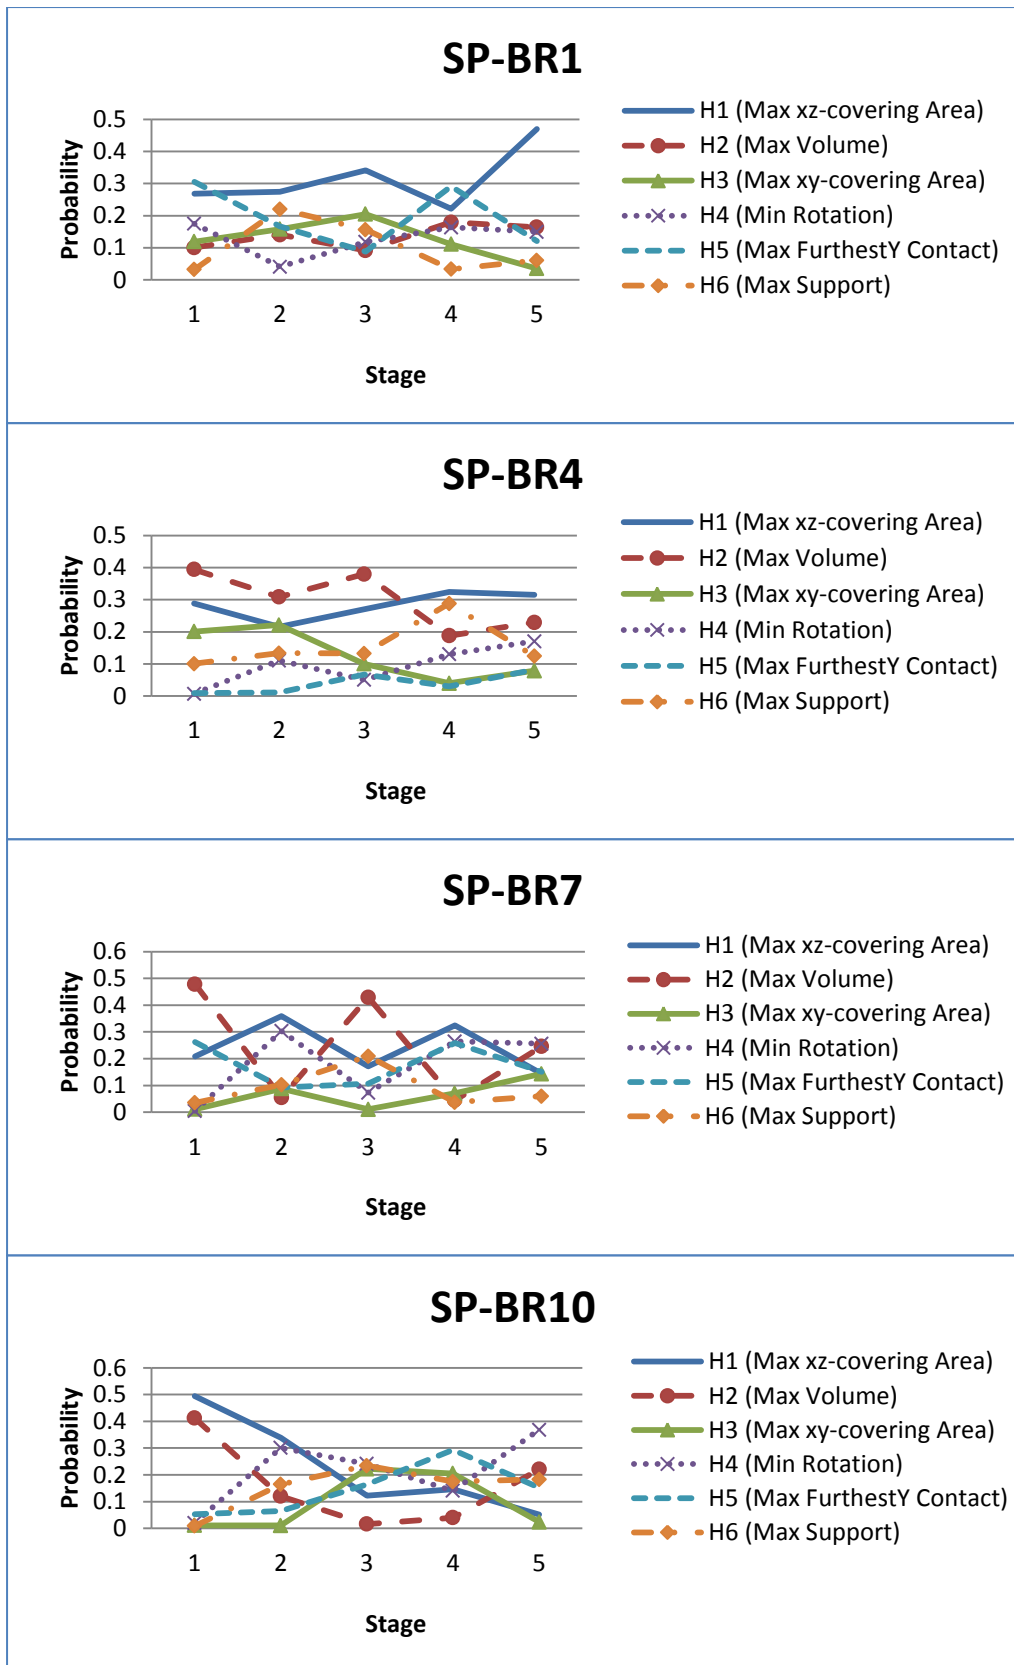 SP-BR1
0.5
0.4
0.3
0.2
0.1
0
Probability
1 2 3 4 5
Stage
H1 (Max xz-covering Area)
H2 (Max Volume)
H3 (Max xy-covering Area)
H4 (Min Rotation)
H5 (Max FurthestY Contact)
H6 (Max Support)
SP-BR4
0.5
0.4
0.3
0.2
0.1
0
Probability
1 2 3 4 5
Stage
H1 (Max xz-covering Area)
H2 (Max Volume)
H3 (Max xy-covering Area)
H4 (Min Rotation)
H5 (Max FurthestY Contact)
H6 (Max Support)
SP-BR7
0.6
0.5
0.4
0.3
0.2
0.1
0
Probability
1 2 3 4 5
Stage
H1 (Max xz-covering Area)
H2 (Max Volume)
H3 (Max xy-covering Area)
H4 (Min Rotation)
H5 (Max FurthestY Contact)
H6 (Max Support)
SP-BR10
0.6
0.5
0.4
0.3
0.2
0.1
0
Probability
1 2 3 4 5
Stage
H1 (Max xz-covering Area)
H2 (Max Volume)
H3 (Max xy-covering Area)
H4 (Min Rotation)
H5 (Max FurthestY Contact)
H6 (Max Support)